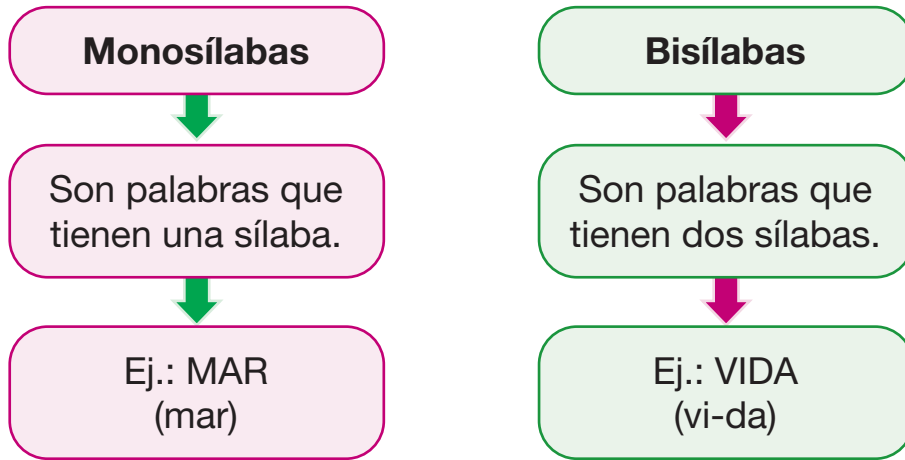 Monosílabas
Son palabras que
tienen una sílaba.
Ej.: MAR
(mar)
Bisílabas
Son palabras que
tienen dos sílabas.
Ej.: VIDA
(vi-da)